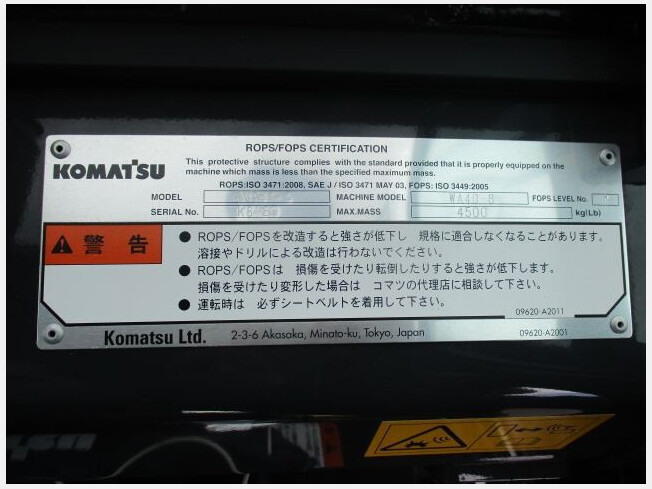 ROPS/FOPS CERTIFICATION
KOMATSU
This protective structure complies with the standard provided that it is properly equipped on the
machine which mass is less than the specified maximum mass.
ROPS:ISO 3471:2008, SAE J / ISO 3471 MAY 03, FOPS: ISO 3449:2005
MODEL MACHINE MODEL WA40-8 FOPS LEVEL No.
SERIAL No. MAX.MASS 4500 kg(Lb)
警告
● ROPS/FOPSを改造すると強さが低下し 規格に適合しなくなることがあります。
溶接やドリルによる改造は行わないでください。
● ROPS/FOPSは 損傷を受けたり転倒したりすると強さが低下します。
損傷を受けたり変形した場合は コマツの代理店に相談して下さい。
● 運転時は 必ずシートベルトを着用して下さい。
09620-A2011
Komatsu Ltd. 2-3-6 Akasaka, Minato-ku, Tokyo, Japan 09620-A2001